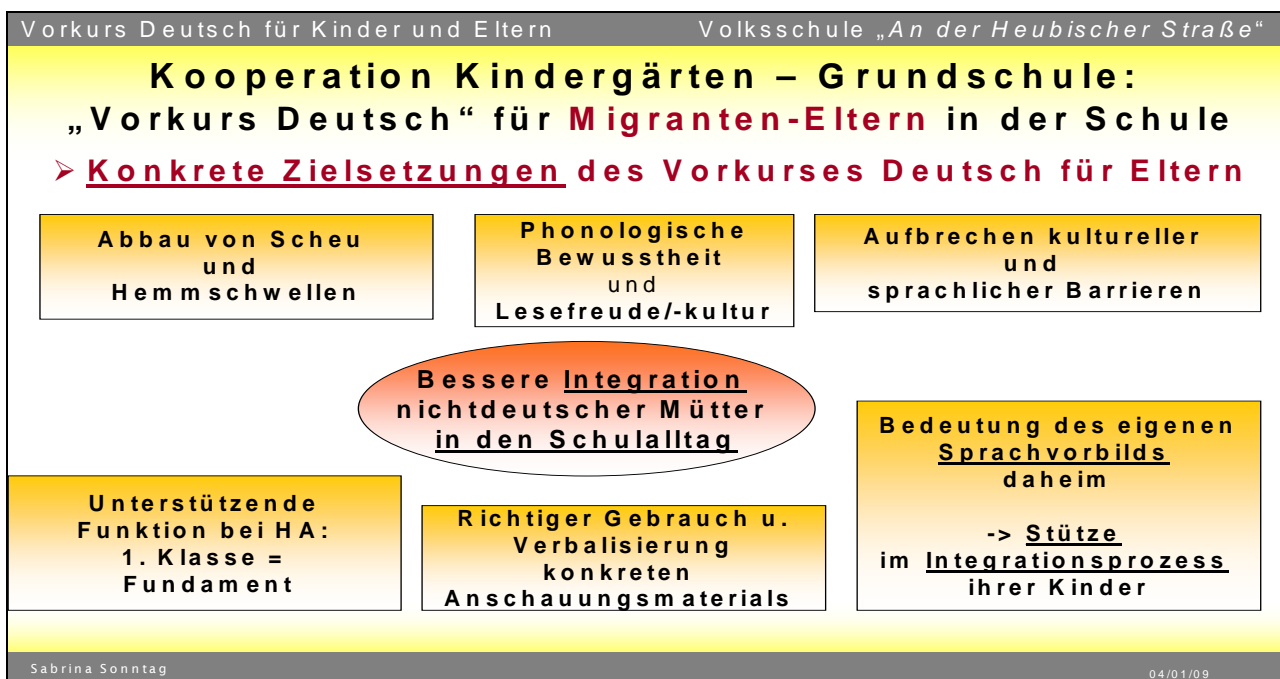 Vorkurs Deutsch für Kinder und Eltern
Volksschule „An der Heubischer Straße“
Kooperation Kindergärten – Grundschule:
„Vorkurs Deutsch“ für Migranten-Eltern in der Schule
➢ Konkrete Zielsetzungen des Vorkurses Deutsch für Eltern
Abbau von Scheu
und
Hemmschwellen
Phonologische
Bewusstheit
und
Lesefreude/-kultur
Aufbrechen kultureller
und
sprachlicher Barrieren
Bessere Integration
nichtdeutscher Mütter
in den Schulalltag
Unterstützende
Funktion bei HA:
1. Klasse =
Fundament
Richtiger Gebrauch u.
Verbalisierung
konkreten
Anschauungsmaterials
Bedeutung des eigenen
Sprachvorbilds
daheim
-> Stütze
im Integrationsprozess
ihrer Kinder
Sabrina Sonntag
04/01/09